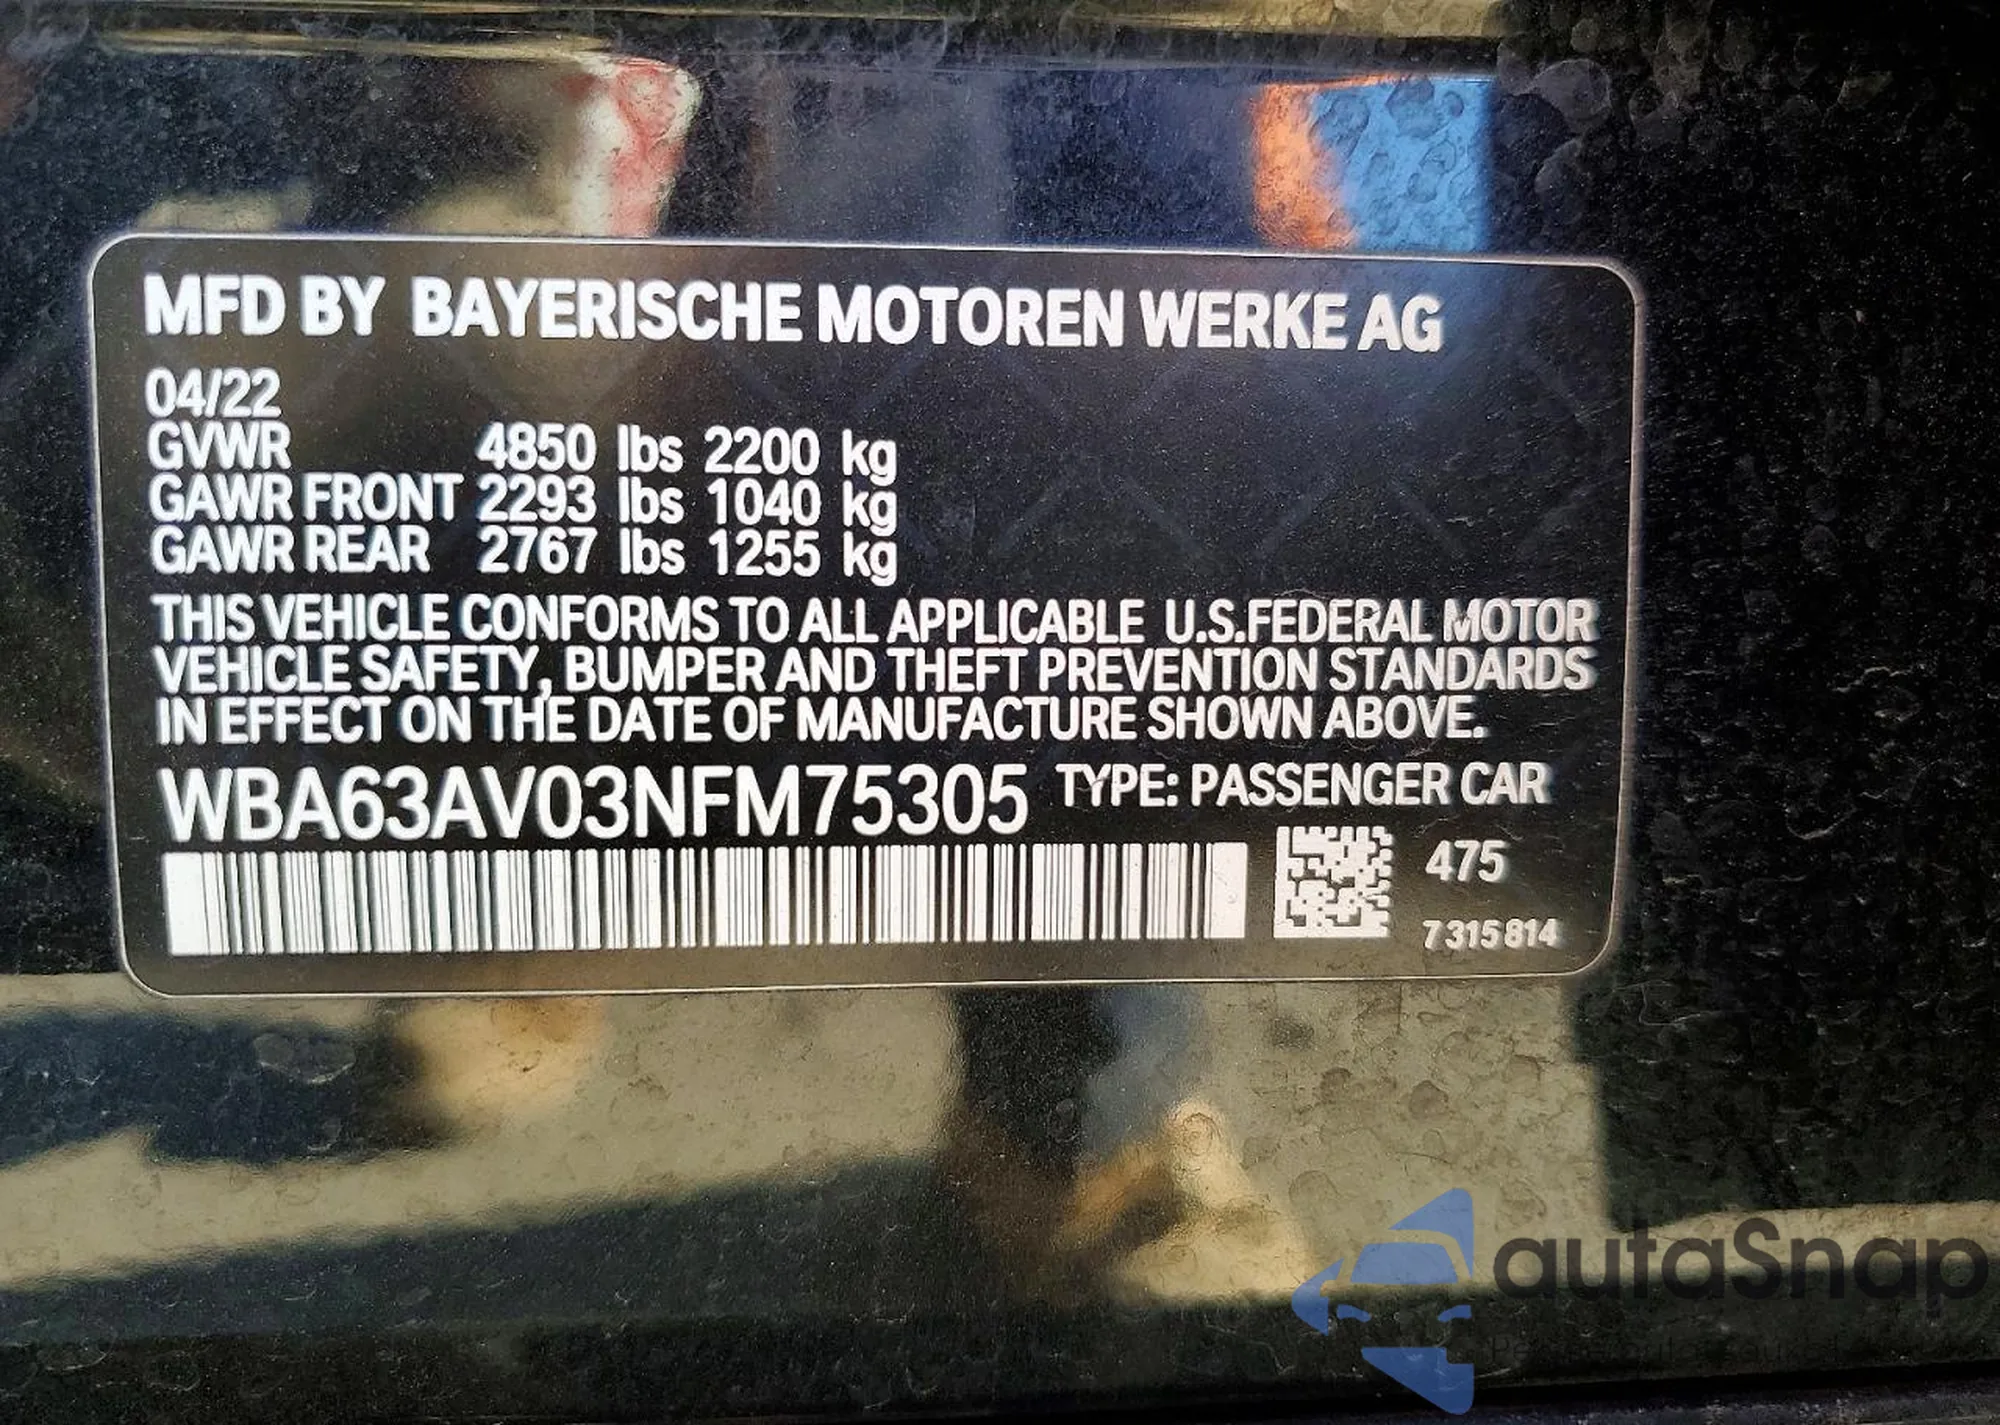 MFD BY BAYERISCHE MOTOREN WERKE AG
04/22
GVWR 4850 lbs 2200 kg
GAWR FRONT 2293 lbs 1040 kg
GAWR REAR 2767 lbs 1255 kg
THIS VEHICLE CONFORMS TO ALL APPLICABLE U.S.FEDERAL MOTOR
VEHICLE SAFETY, BUMPER AND THEFT PREVENTION STANDARDS
IN EFFECT ON THE DATE OF MANUFACTURE SHOWN ABOVE.
WBA63AV03NFM75305 TYPE: PASSENGER CAR
475
7315814
autaSnap